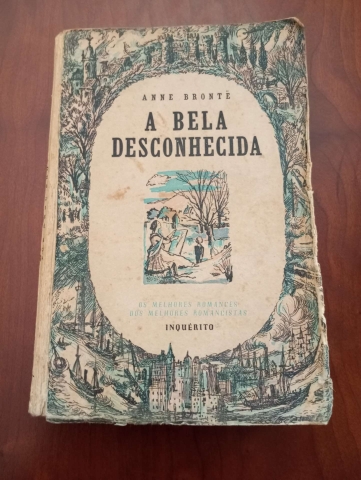 ANNE BRONTË
A BELA
DESCONHECIDA
OS MELHORES ROMANCES
DOS MELHORES ROMANCISTAS
INQUÉRITO